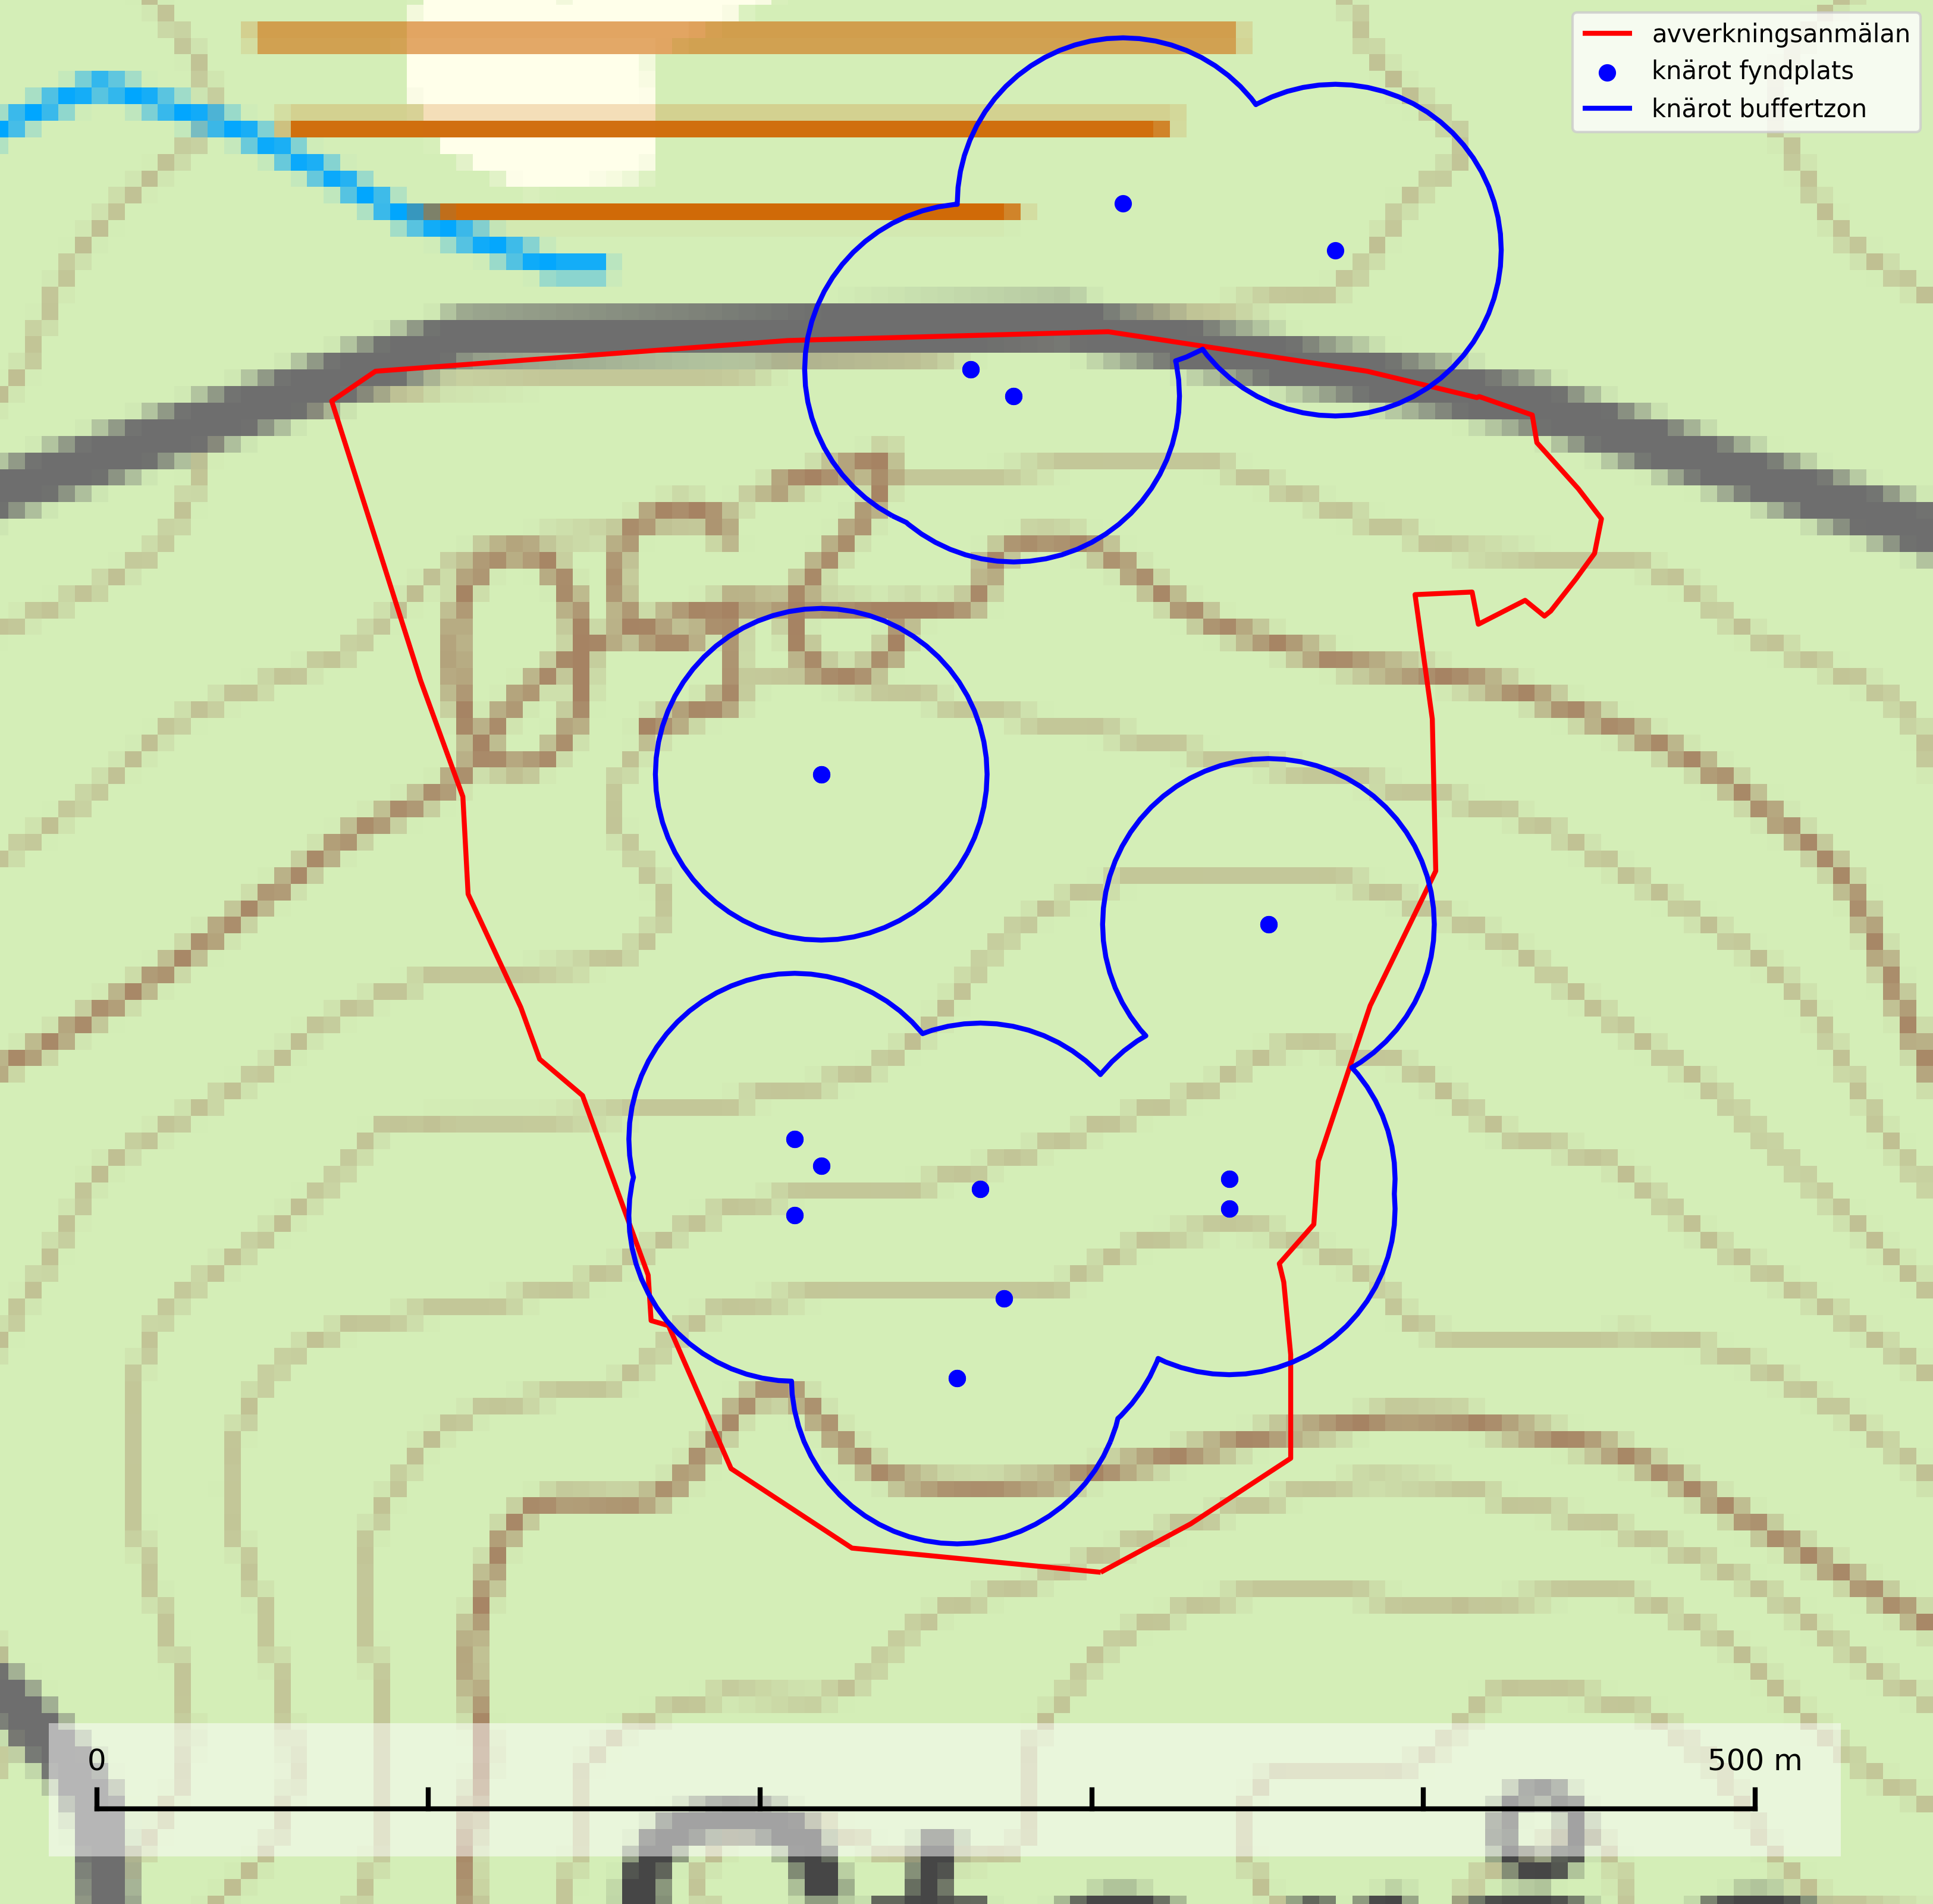 avverkningsanmälan
knärot fyndplats
knärot buffertzon
0
500 m